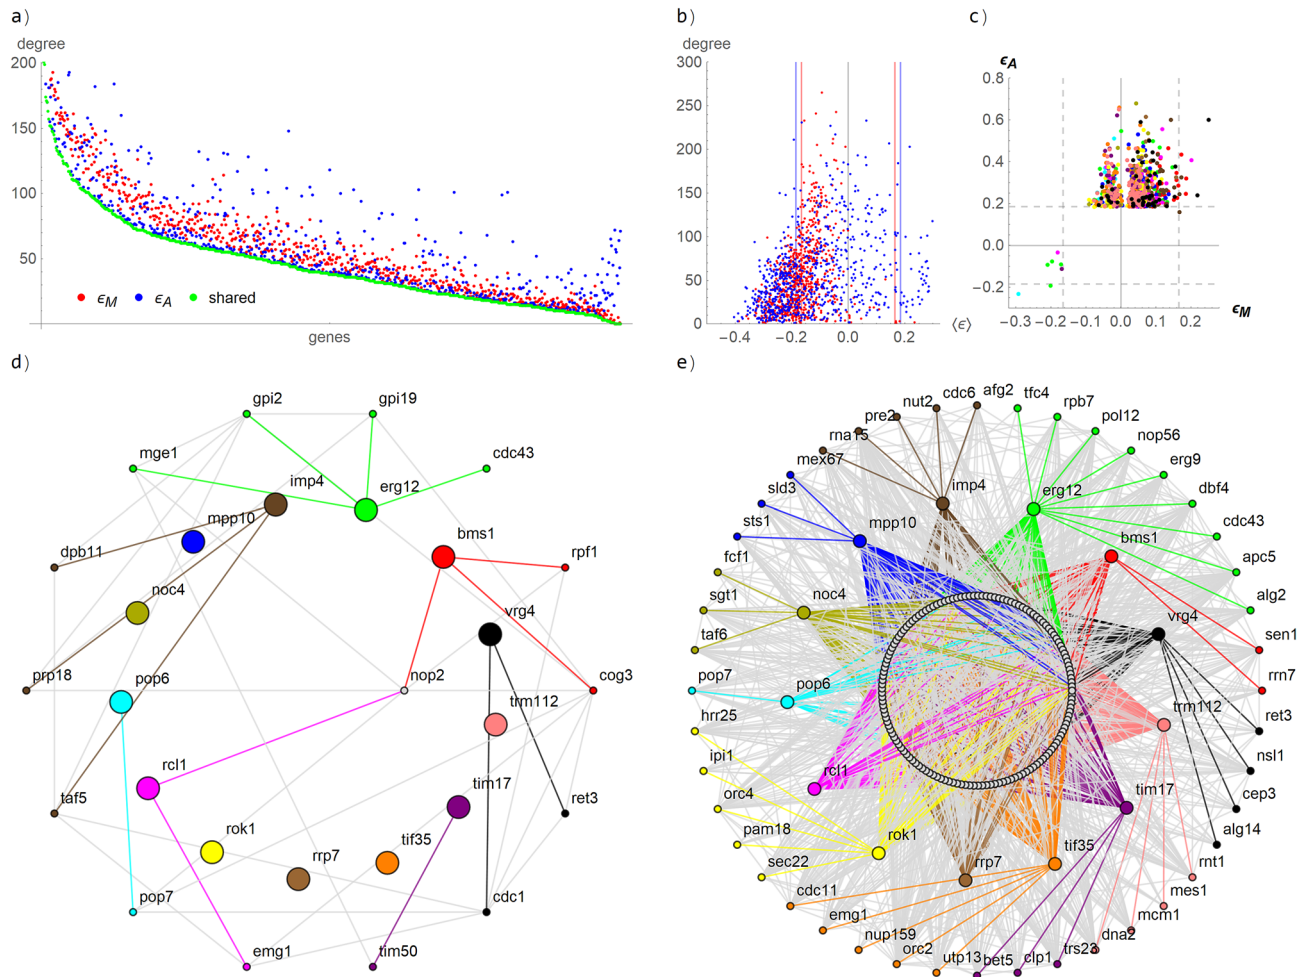 a)
degree
200
150
100
50
ϵM ϵA shared
genes
b)
degree
300
250
200
150
100
50
0
−0.4 −0.2 0.0 0.2 ⟨ϵ⟩
c)
ϵA
0.8
0.6
0.4
0.2
0.0
−0.2
−0.3 −0.2 −0.1 0.0 0.1 0.2 ϵM
d)
gpi2 gpi19
mge1 cdc43
imp4 erg12
mpp10 bms1
dpb11 rpf1
noc4 vrg4
prp18 pop6 nop2 cog3
trm112
rcl1 tim17
taf5 ret3
rok1 rrp7 tif35
pop7 cdc1
emg1 tim50
e)
nut2 cdc6 afg2 tfc4 rpb7
pre2 pol12
rna15 nop56
mex67 erg9
sld3 imp4 erg12 dbf4
sts1 mpp10 bms1 cdc43
fcf1 apc5
sgt1 noc4 alg2
taf6 vrg4 sen1
pop7 pop6 rrn7
hrr25 trm112 ret3
ipi1 rcl1 tim17 nsl1
orc4 cep3
pam18 rok1 tif35 alg14
sec22 rrp7 rnt1
cdc11 mes1
emg1 mcm1
nup159 dna2
orc2 trs23
utp13 bet5 clp1